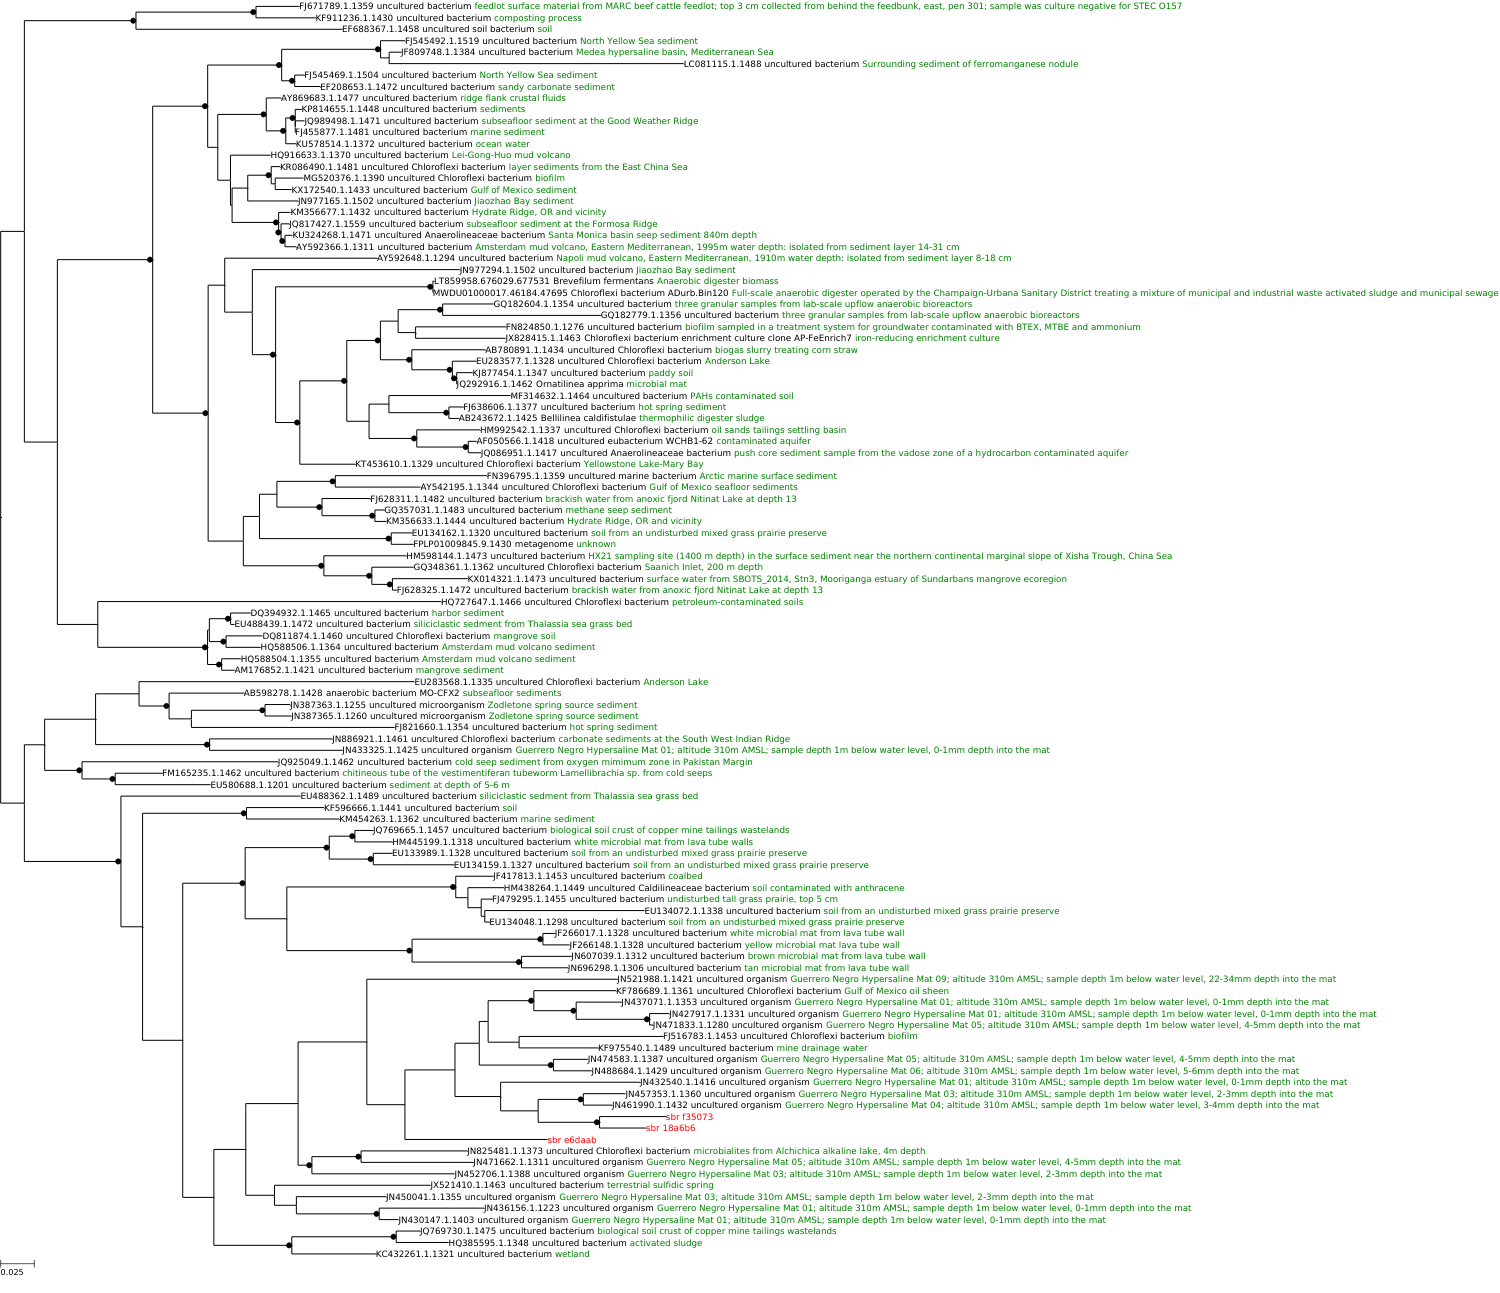 FJ671789.1.1359 uncultured bacterium feedlot surface material from MARC beef cattle feedlot; top 3 cm collected from behind the feedbunk, east, pen 301; sample was culture negative for STEC O157
KF911236.1.1430 uncultured bacterium composting process
EF688367.1.1458 uncultured soil bacterium soil
FJ545492.1.1519 uncultured bacterium North Yellow Sea sediment
JF809748.1.1384 uncultured bacterium Medea hypersaline basin, Mediterranean Sea
LC081115.1.1488 uncultured bacterium Surrounding sediment of ferromanganese nodule
FJ545469.1.1504 uncultured bacterium North Yellow Sea sediment
EF208653.1.1472 uncultured bacterium sandy carbonate sediment
AY869683.1.1477 uncultured bacterium ridge flank crustal fluids
KP814655.1.1448 uncultured bacterium sediments
JQ989498.1.1471 uncultured bacterium subseafloor sediment at the Good Weather Ridge
FJ455877.1.1481 uncultured bacterium marine sediment
KU578514.1.1372 uncultured bacterium ocean water
HQ916633.1.1370 uncultured bacterium Lei-Gong-Huo mud volcano
KR086490.1.1481 uncultured Chloroflexi bacterium layer sediments from the East China Sea
MG520376.1.1390 uncultured Chloroflexi bacterium biofilm
KX172540.1.1433 uncultured bacterium Gulf of Mexico sediment
JN977165.1.1502 uncultured bacterium Jiaozhao Bay sediment
KM356677.1.1432 uncultured bacterium Hydrate Ridge, OR and vicinity
JQ817427.1.1559 uncultured bacterium subseafloor sediment at the Formosa Ridge
KU324268.1.1471 uncultured Anaerolineaceae bacterium Santa Monica basin seep sediment 840m depth
AY592366.1.1311 uncultured bacterium Amsterdam mud volcano, Eastern Mediterranean, 1995m water depth: isolated from sediment layer 14-31 cm
AY592648.1.1294 uncultured bacterium Napoli mud volcano, Eastern Mediterranean, 1910m water depth: isolated from sediment layer 8-18 cm
JN977294.1.1502 uncultured bacterium Jiaozhao Bay sediment
LT859958.676029.677531 Brevefilum fermentans Anaerobic digester biomass
MWDU01000017.46184.47695 Chloroflexi bacterium ADurb.Bin120 Full-scale anaerobic digester operated by the Champaign-Urbana Sanitary District treating a mixture of municipal and industrial waste activated sludge and municipal sewage
GQ182604.1.1354 uncultured bacterium three granular samples from lab-scale upflow anaerobic bioreactors
GQ182779.1.1356 uncultured bacterium three granular samples from lab-scale upflow anaerobic bioreactors
FN824850.1.1276 uncultured bacterium biofilm sampled in a treatment system for groundwater contaminated with BTEX, MTBE and ammonium
JX828415.1.1463 Chloroflexi bacterium enrichment culture clone AP-FeEnrich7 iron-reducing enrichment culture
AB780891.1.1434 uncultured Chloroflexi bacterium biogas slurry treating corn straw
EU283577.1.1328 uncultured Chloroflexi bacterium Anderson Lake
KJ877454.1.1347 uncultured bacterium paddy soil
JQ292916.1.1462 Ornatilinea apprima microbial mat
MF314632.1.1464 uncultured bacterium PAHs contaminated soil
FJ638606.1.1377 uncultured bacterium hot spring sediment
AB243672.1.1425 Bellilinea caldifistulae thermophilic digester sludge
HM992542.1.1337 uncultured Chloroflexi bacterium oil sands tailings settling basin
AF050566.1.1418 uncultured eubacterium WCHB1-62 contaminated aquifer
JQ086951.1.1417 uncultured Anaerolineaceae bacterium push core sediment sample from the vadose zone of a hydrocarbon contaminated aquifer
KT453610.1.1329 uncultured Chloroflexi bacterium Yellowstone Lake-Mary Bay
FN396795.1.1359 uncultured marine bacterium Arctic marine surface sediment
AY542195.1.1344 uncultured Chloroflexi bacterium Gulf of Mexico seafloor sediments
FJ628311.1.1482 uncultured bacterium brackish water from anoxic fjord Nitinat Lake at depth 13
GQ357031.1.1483 uncultured bacterium methane seep sediment
KM356633.1.1444 uncultured bacterium Hydrate Ridge, OR and vicinity
EU134162.1.1320 uncultured bacterium soil from an undisturbed mixed grass prairie preserve
FPLP01009845.9.1430 metagenome unknown
HM598144.1.1473 uncultured bacterium HX21 sampling site (1400 m depth) in the surface sediment near the northern continental marginal slope of Xisha Trough, China Sea
GQ348361.1.1362 uncultured Chloroflexi bacterium Saanich Inlet, 200 m depth
KX014321.1.1473 uncultured bacterium surface water from SBOTS_2014, Stn3, Mooriganga estuary of Sundarbans mangrove ecoregion
FJ628325.1.1472 uncultured bacterium brackish water from anoxic fjord Nitinat Lake at depth 13
HQ727647.1.1466 uncultured Chloroflexi bacterium petroleum-contaminated soils
DQ394932.1.1465 uncultured bacterium harbor sediment
EU488439.1.1472 uncultured bacterium siliciclastic sediment from Thalassia sea grass bed
DQ811874.1.1460 uncultured Chloroflexi bacterium mangrove soil
HQ588506.1.1364 uncultured bacterium Amsterdam mud volcano sediment
HQ588504.1.1355 uncultured bacterium Amsterdam mud volcano sediment
AM176852.1.1421 uncultured bacterium mangrove sediment
EU283568.1.1335 uncultured Chloroflexi bacterium Anderson Lake
AB598278.1.1428 anaerobic bacterium MO-CFX2 subseafloor sediments
JN387363.1.1255 uncultured microorganism Zodletone spring source sediment
JN387365.1.1260 uncultured microorganism Zodletone spring source sediment
FJ821660.1.1354 uncultured bacterium hot spring sediment
JN886921.1.1461 uncultured Chloroflexi bacterium carbonate sediments at the South West Indian Ridge
JN433325.1.1425 uncultured organism Guerrero Negro Hypersaline Mat 01; altitude 310m AMSL; sample depth 1m below water level, 0-1mm depth into the mat
JQ925049.1.1462 uncultured bacterium cold seep sediment from oxygen mimimum zone in Pakistan Margin
FM165235.1.1462 uncultured bacterium chitineous tube of the vestimentiferan tubeworm Lamellibrachia sp. from cold seeps
EU580688.1.1201 uncultured bacterium sediment at depth of 5-6 m
EU488362.1.1489 uncultured bacterium siliciclastic sedment from Thalassia sea grass bed
KF596666.1.1441 uncultured bacterium soil
KM454263.1.1362 uncultured bacterium marine sediment
JQ769665.1.1457 uncultured bacterium biological soil crust of copper mine tailings wastelands
HM445199.1.1318 uncultured bacterium white microbial mat from lava tube walls
EU133989.1.1328 uncultured bacterium soil from an undisturbed mixed grass prairie preserve
EU134159.1.1327 uncultured bacterium soil from an undisturbed mixed grass prairie preserve
JF417813.1.1453 uncultured bacterium coalbed
HM438264.1.1449 uncultured Caldilineaceae bacterium soil contaminated with anthracene
FJ479295.1.1455 uncultured bacterium undisturbed tall grass prairie, top 5 cm
EU134072.1.1338 uncultured bacterium soil from an undisturbed mixed grass prairie preserve
EU134048.1.1298 uncultured bacterium soil from an undisturbed mixed grass prairie preserve
JF266017.1.1328 uncultured bacterium white microbial mat from lava tube wall
JF266148.1.1328 uncultured bacterium yellow microbial mat from lava tube wall
JN607039.1.1312 uncultured bacterium brown microbial mat from lava tube wall
JN696298.1.1306 uncultured bacterium tan microbial mat from lava tube wall
JN521988.1.1421 uncultured organism Guerrero Negro Hypersaline Mat 09; altitude 310m AMSL; sample depth 1m below water level, 22-34mm depth into the mat
KF786689.1.1361 uncultured Chloroflexi bacterium Gulf of Mexico oil sheen
JN437071.1.1353 uncultured organism Guerrero Negro Hypersaline Mat 01; altitude 310m AMSL; sample depth 1m below water level, 0-1mm depth into the mat
JN427917.1.1331 uncultured organism Guerrero Negro Hypersaline Mat 01; altitude 310m AMSL; sample depth 1m below water level, 0-1mm depth into the mat
JN471833.1.1280 uncultured organism Guerrero Negro Hypersaline Mat 05; altitude 310m AMSL; sample depth 1m below water level, 4-5mm depth into the mat
FJ516783.1.1453 uncultured Chloroflexi bacterium biofilm
KF975540.1.1489 uncultured bacterium mine drainage water
JN474583.1.1387 uncultured organism Guerrero Negro Hypersaline Mat 05; altitude 310m AMSL; sample depth 1m below water level, 4-5mm depth into the mat
JN488684.1.1429 uncultured organism Guerrero Negro Hypersaline Mat 06; altitude 310m AMSL; sample depth 1m below water level, 5-6mm depth into the mat
JN432540.1.1416 uncultured organism Guerrero Negro Hypersaline Mat 01; altitude 310m AMSL; sample depth 1m below water level, 0-1mm depth into the mat
JN457353.1.1360 uncultured organism Guerrero Negro Hypersaline Mat 03; altitude 310m AMSL; sample depth 1m below water level, 2-3mm depth into the mat
JN461990.1.1432 uncultured organism Guerrero Negro Hypersaline Mat 04; altitude 310m AMSL; sample depth 1m below water level, 3-4mm depth into the mat
sbr f35073
sbr 18a6b6
sbr e6daab
JN825481.1.1373 uncultured Chloroflexi bacterium microbialites from Alchichica alkaline lake, 4m depth
JN471662.1.1311 uncultured organism Guerrero Negro Hypersaline Mat 05; altitude 310m AMSL; sample depth 1m below water level, 4-5mm depth into the mat
JN452706.1.1388 uncultured organism Guerrero Negro Hypersaline Mat 03; altitude 310m AMSL; sample depth 1m below water level, 2-3mm depth into the mat
JX521410.1.1463 uncultured bacterium terrestrial sulfidic spring
JN450041.1.1355 uncultured organism Guerrero Negro Hypersaline Mat 03; altitude 310m AMSL; sample depth 1m below water level, 2-3mm depth into the mat
JN436156.1.1223 uncultured organism Guerrero Negro Hypersaline Mat 01; altitude 310m AMSL; sample depth 1m below water level, 0-1mm depth into the mat
JN430147.1.1403 uncultured organism Guerrero Negro Hypersaline Mat 01; altitude 310m AMSL; sample depth 1m below water level, 0-1mm depth into the mat
JQ769730.1.1475 uncultured bacterium biological soil crust of copper mine tailings wastelands
HQ385595.1.1348 uncultured bacterium activated sludge
KC432261.1.1321 uncultured bacterium wetland
0.025